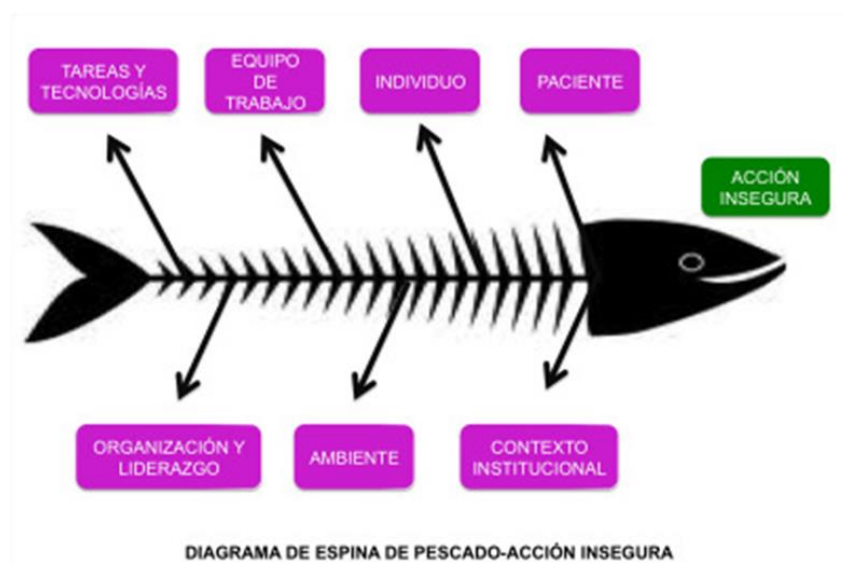 TAREAS Y
TECNOLOGÍAS
EQUIPO
DE
TRABAJO
INDIVIDUO
PACIENTE
ACCIÓN
INSEGURA
ORGANIZACIÓN Y
LIDERAZGO
AMBIENTE
CONTEXTO
INSTITUCIONAL
DIAGRAMA DE ESPINA DE PESCADO-ACCIÓN INSEGURA